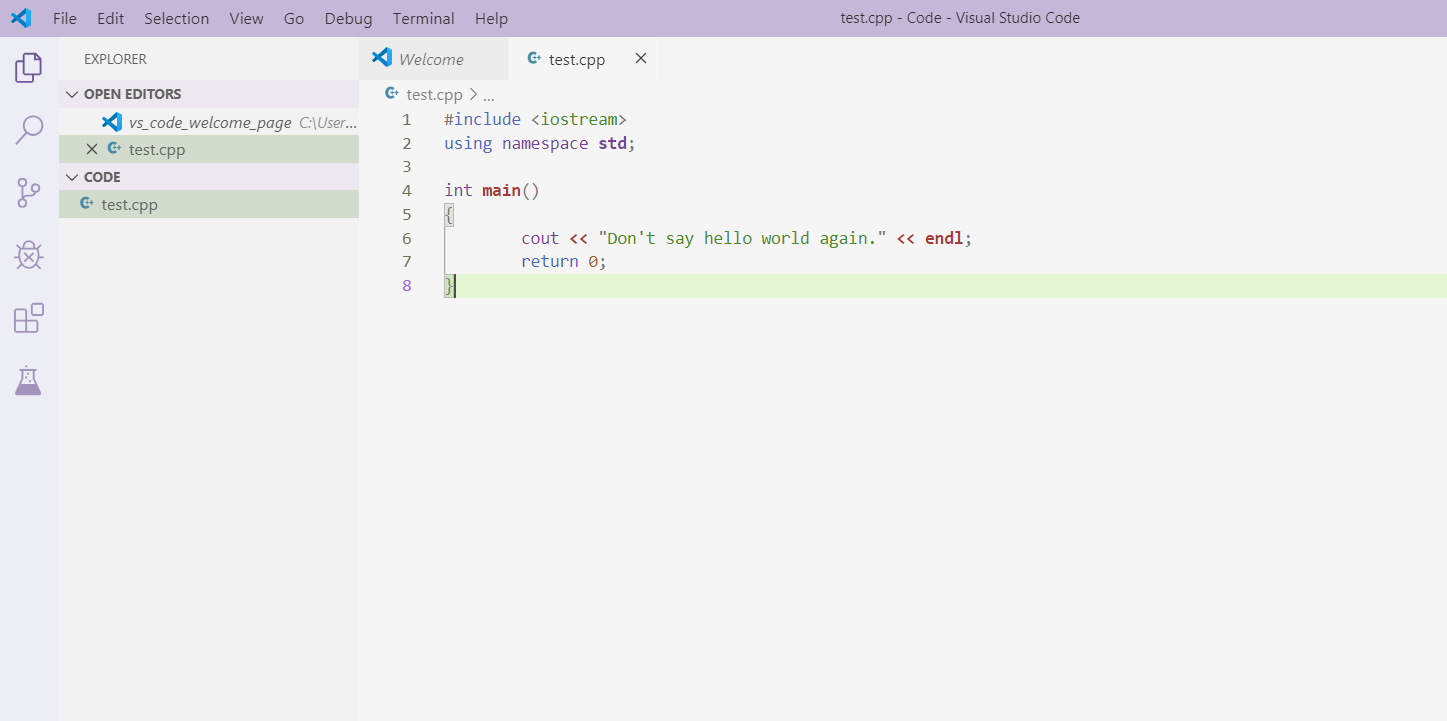 File Edit Selection View Go Debug Terminal Help test.cpp - Code - Visual Studio Code
EXPLORER
OPEN EDITORS
vs_code_welcome_page C:\User...
test.cpp
CODE
test.cpp
Welcome test.cpp
test.cpp > ...
1 #include <iostream>
2 using namespace std;
3
4 int main()
5 {
6 cout << "Don't say hello world again." << endl;
7 return 0;
8 }